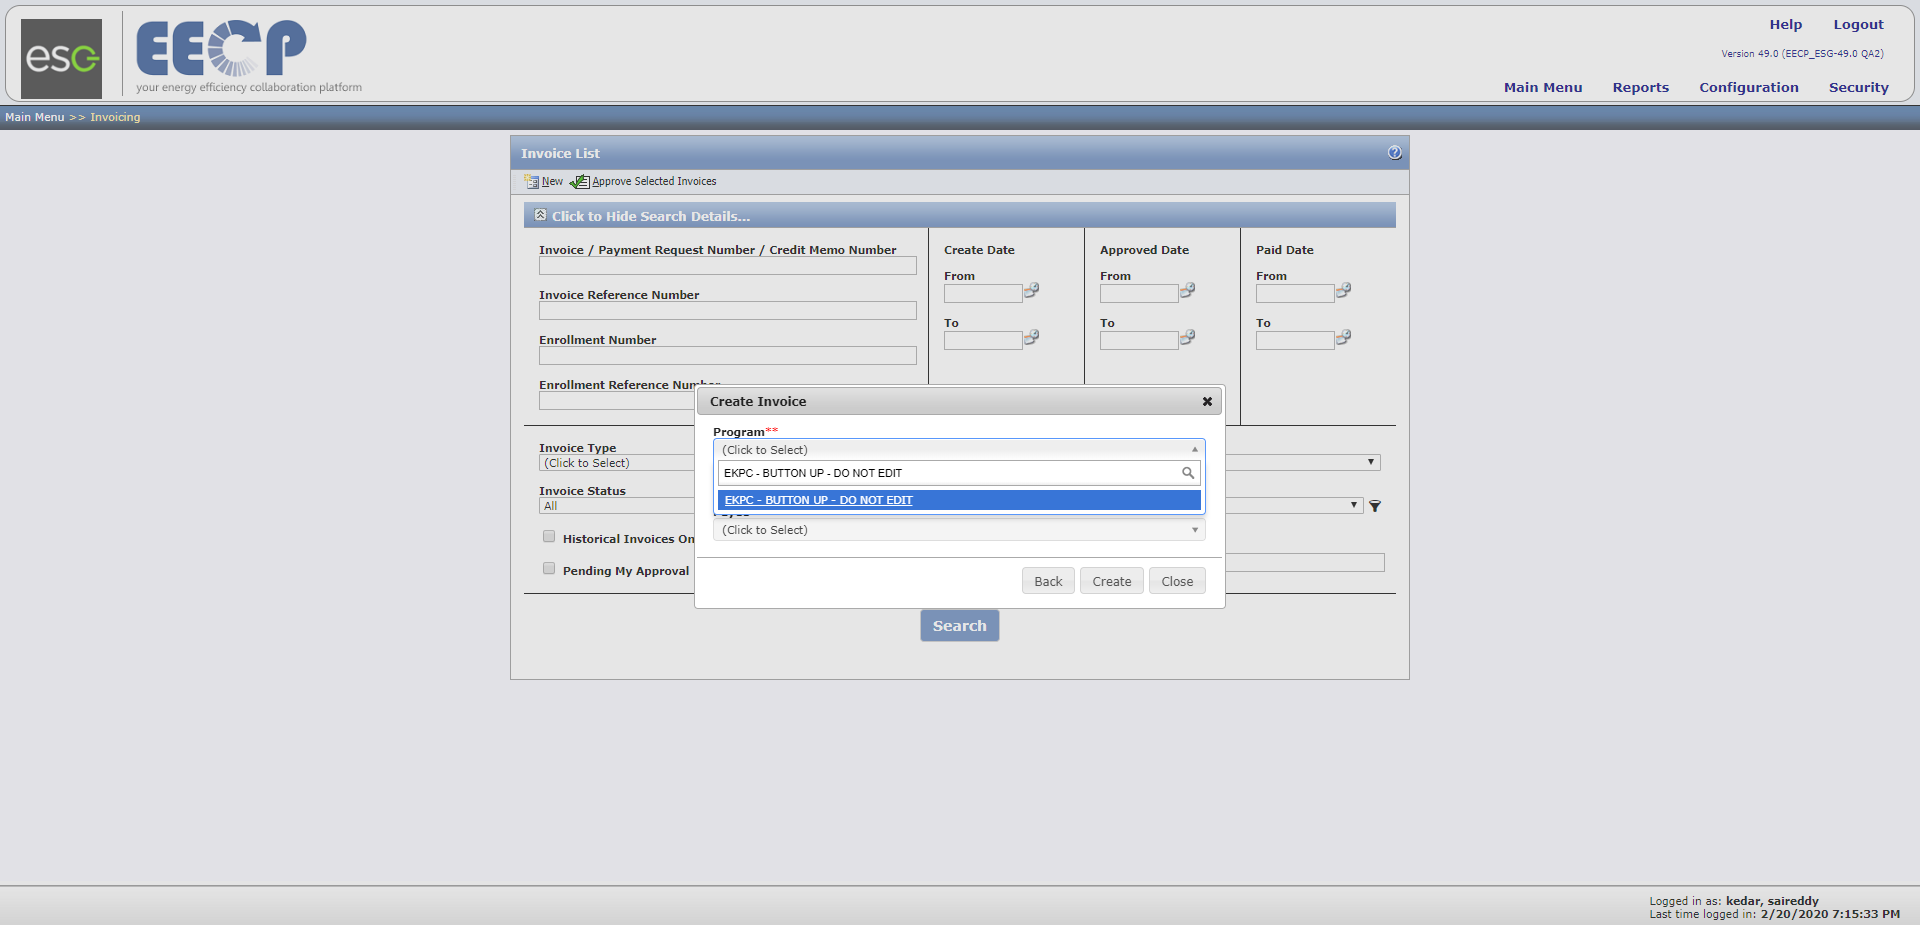 esg
EECP
your energy efficiency collaboration platform
Help
Logout
Version 49.0 (EECP_ESG-49.0 QA2)
Main Menu
Reports
Configuration
Security
Main Menu >> Invoicing
Invoice List
New
Approve Selected Invoices
Click to Hide Search Details...
Invoice / Payment Request Number / Credit Memo Number
Invoice Reference Number
Enrollment Number
Enrollment Reference Number
Create Date
From
To
Approved Date
From
To
Paid Date
From
To
Invoice Type
(Click to Select)
Invoice Status
All
Historical Invoices On
Pending My Approval
Create Invoice
Program**
(Click to Select)
EKPC - BUTTON UP - DO NOT EDIT
EKPC - BUTTON UP - DO NOT EDIT
(Click to Select)
Back
Create
Close
Search
Logged in as: kedar, saireddy
Last time logged in: 2/20/2020 7:15:33 PM